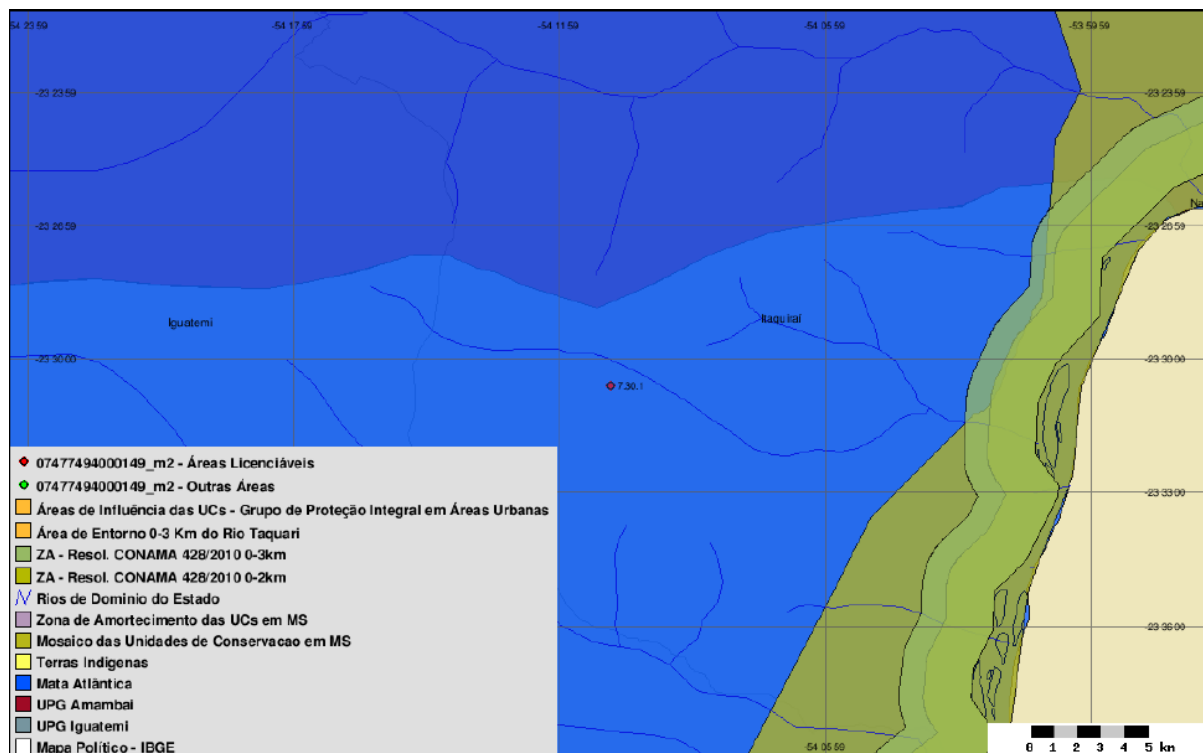 -54 23 59
-54 17 59
-54 11 59
-54 05 59
-53 59 59
-23 23 59
-23 23 59
-23 26 59
-23 26 59
Na
Iguatemi
Itaquiraí
-23 30 00
-23 30 00
7.30.1
07477494000149_m2 - Áreas Licenciáveis
07477494000149_m2 - Outras Áreas
Áreas de Influência das UCs - Grupo de Proteção Integral em Áreas Urbanas
Área de Entorno 0-3 Km do Rio Taquari
ZA - Resol. CONAMA 428/2010 0-3km
ZA - Resol. CONAMA 428/2010 0-2km
Rios de Dominio do Estado
Zona de Amortecimento das UCs em MS
Mosaico das Unidades de Conservacao em MS
Terras Indigenas
Mata Atlântica
UPG Amambai
UPG Iguatemi
Mapa Político - IBGE
-23 33 00
-23 36 00
-54 05 59
0 1 2 3 4 5 km